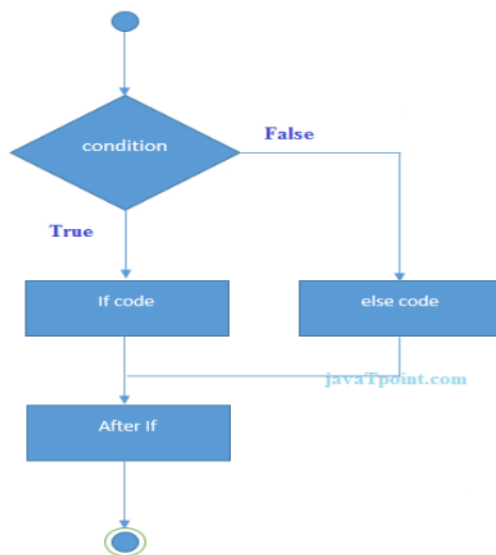 condition
False
True
If code
else code
javaTpoint.com
After If